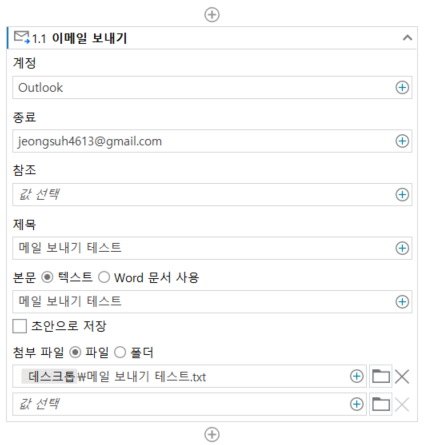 1.1 이메일 보내기
계정
Outlook
종료
jeongsuh4613@gmail.com
참조
값 선택
제목
메일 보내기 테스트
본문 텍스트 Word 문서 사용
메일 보내기 테스트
초안으로 저장
첨부 파일 파일 폴더
데스크톱₩메일 보내기 테스트.txt
값 선택